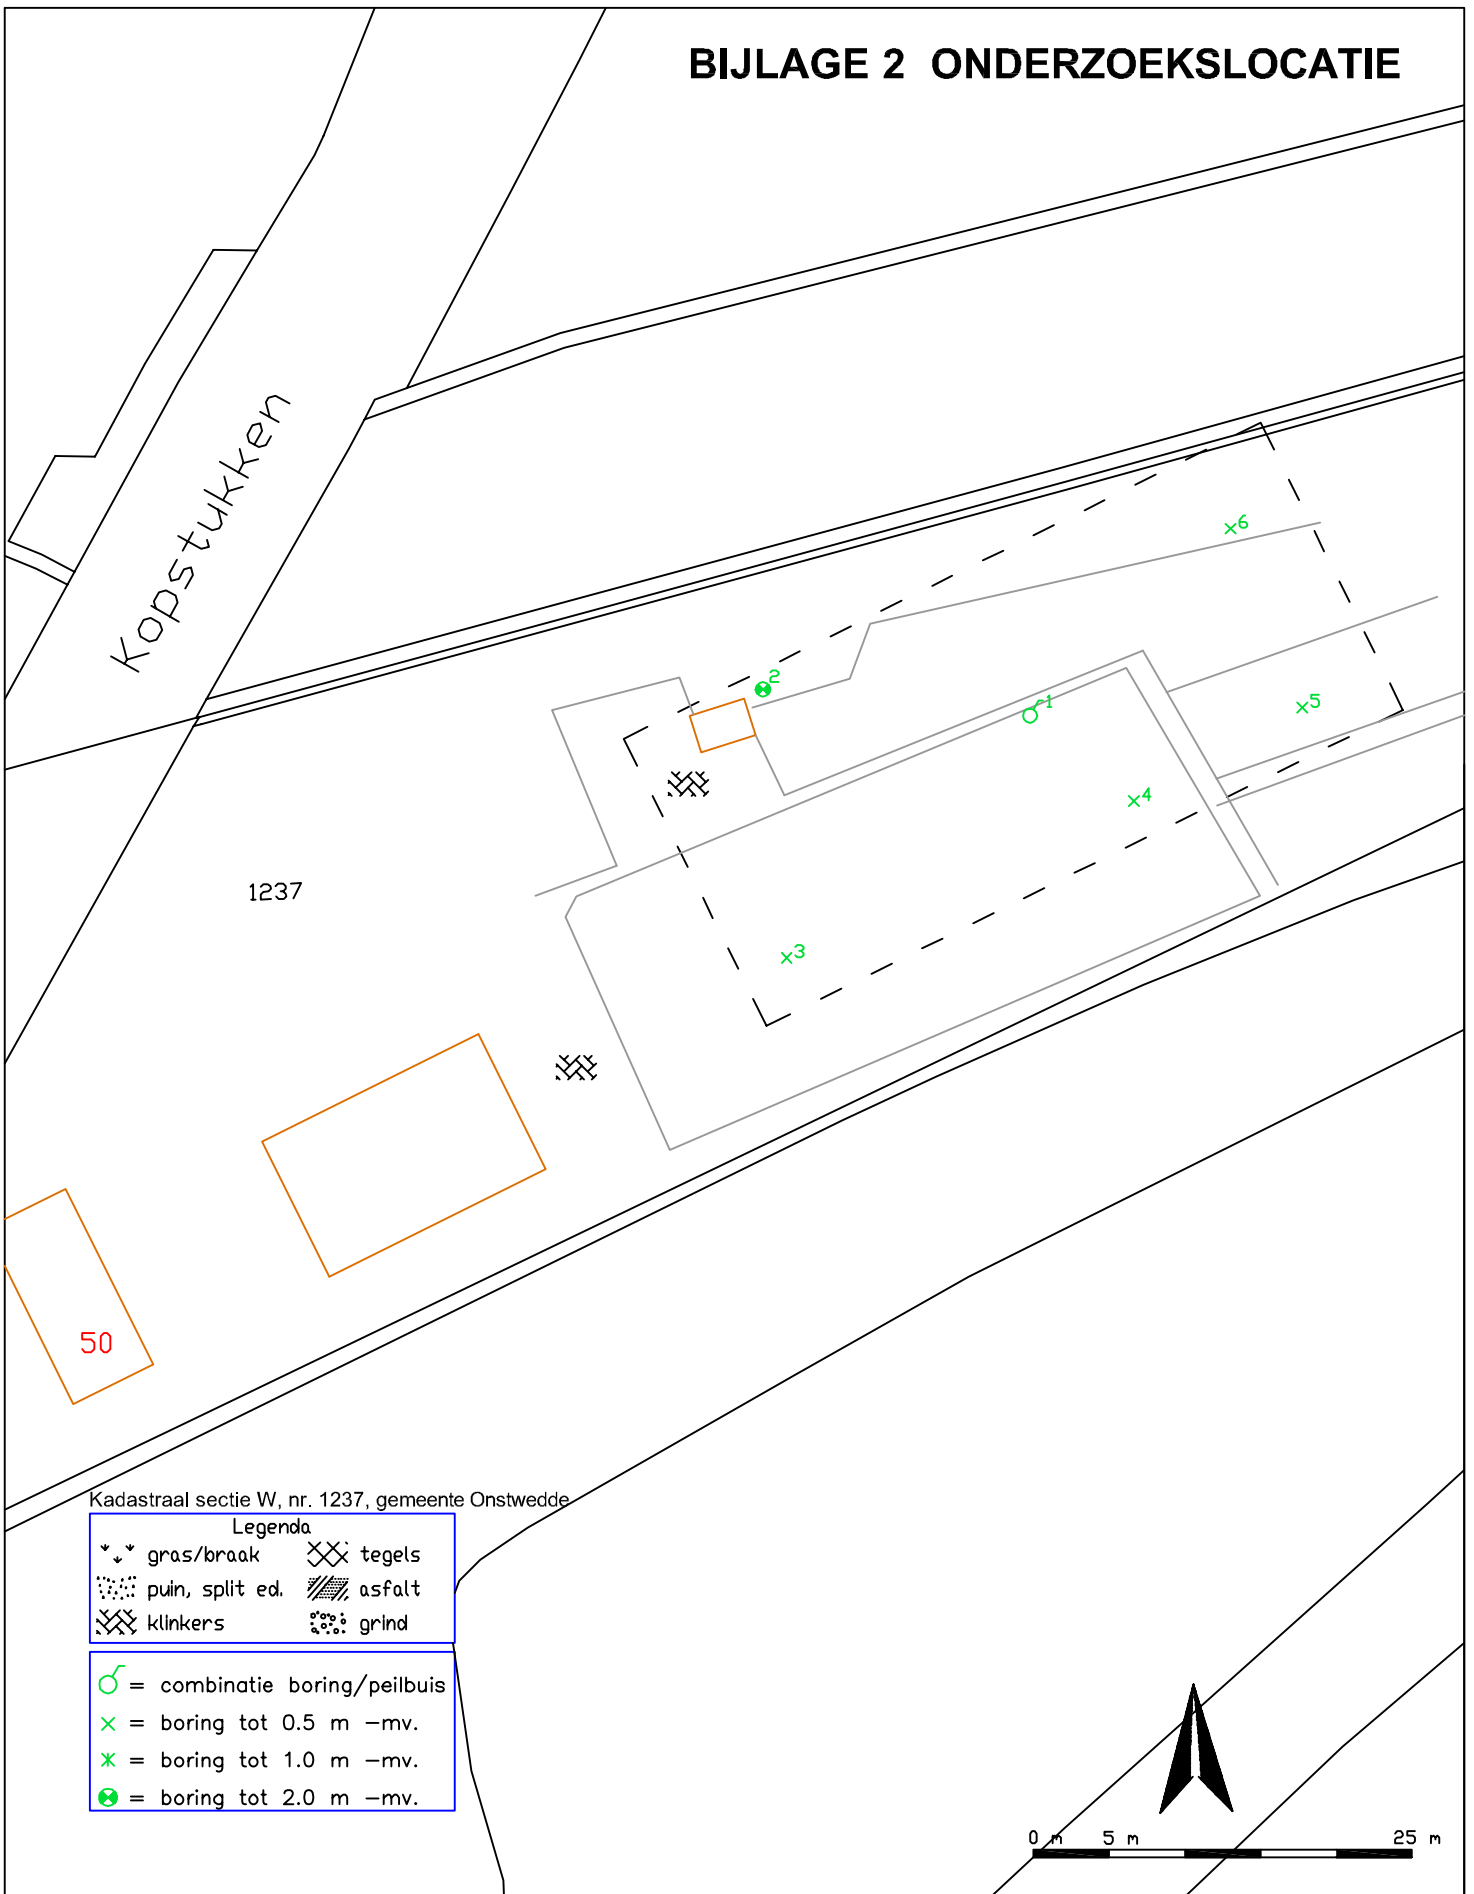 BIJLAGE 2 ONDERZOEKSLOCATIE
Kopstukken
6
2
1
5
4
1237
3
50
Kadastraal sectie W, nr. 1237, gemeente Onstwedde
Legenda
gras/braak tegels
puin, split ed. asfalt
klinkers grind
= combinatie boring/peilbuis
= boring tot 0.5 m -mv.
= boring tot 1.0 m -mv.
= boring tot 2.0 m -mv.
0 m 5 m 25 m